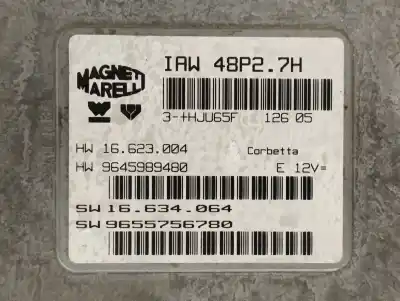 MAGNETI
MARELLI
IAW 48P2.7H
3-+HJU65F 126 05
HW 16.623.004 Corbetta
HW 9645989480 E 12V=
SW 16.634.064
SW 9655756780